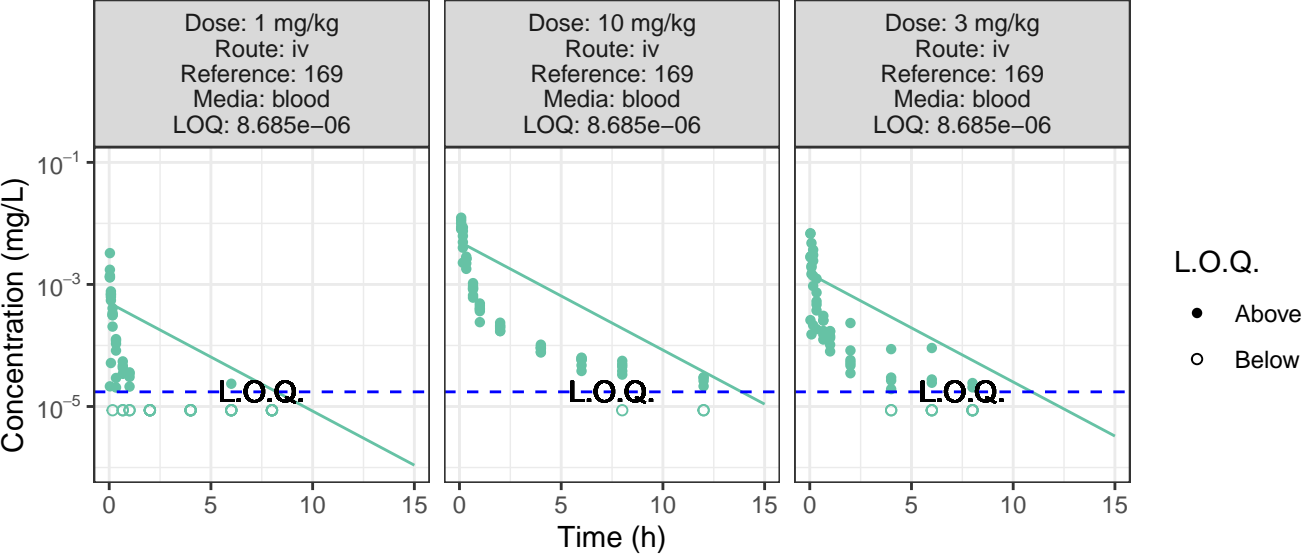 Dose: 1 mg/kg
Route: iv
Reference: 169
Media: blood
LOQ: 8.685e−06
Dose: 10 mg/kg
Route: iv
Reference: 169
Media: blood
LOQ: 8.685e−06
Dose: 3 mg/kg
Route: iv
Reference: 169
Media: blood
LOQ: 8.685e−06
Concentration (mg/L)
10⁻¹
10⁻³
10⁻⁵
L.O.Q.
L.O.Q.
L.O.Q.
0 5 10 15
0 5 10 15
0 5 10 15
Time (h)
L.O.Q.
Above
Below